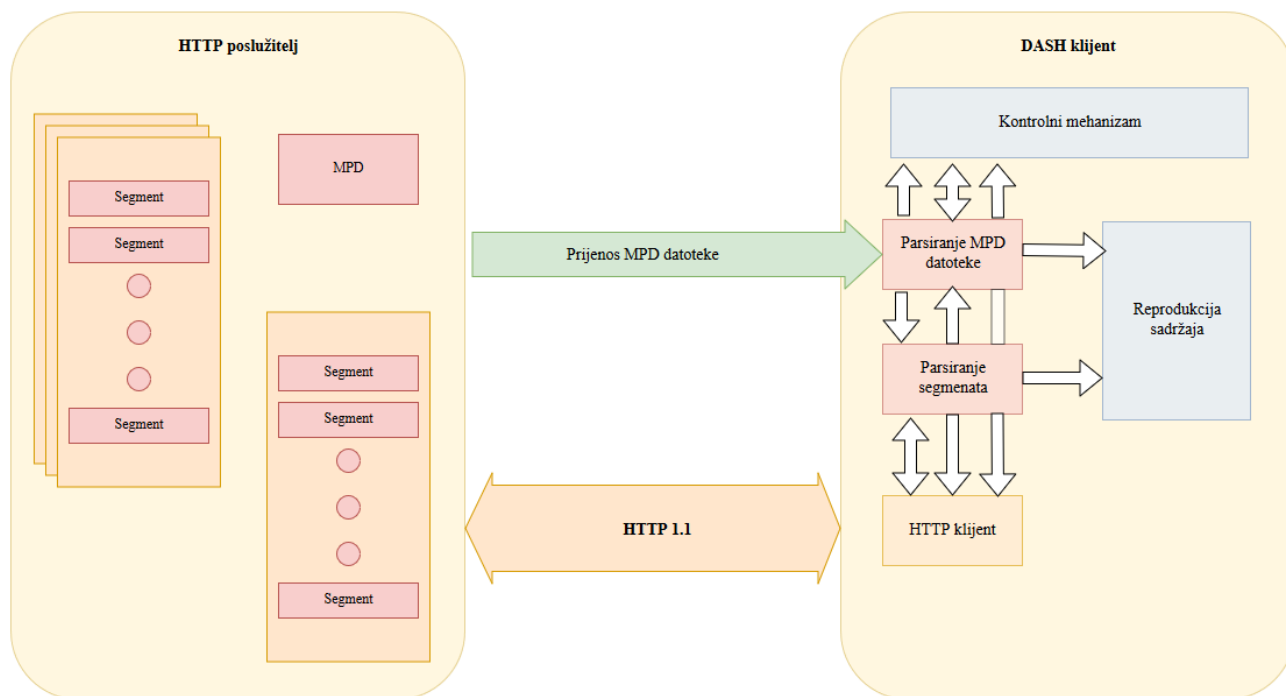 HTTP poslužitelj
MPD
Segment
Segment
Segment
Segment
Segment
Segment
Prijenos MPD datoteke
HTTP 1.1
DASH klijent
Kontrolni mehanizam
Parsiranje MPD
datoteke
Reprodukcija
sadržaja
Parsiranje
segmenata
HTTP klijent